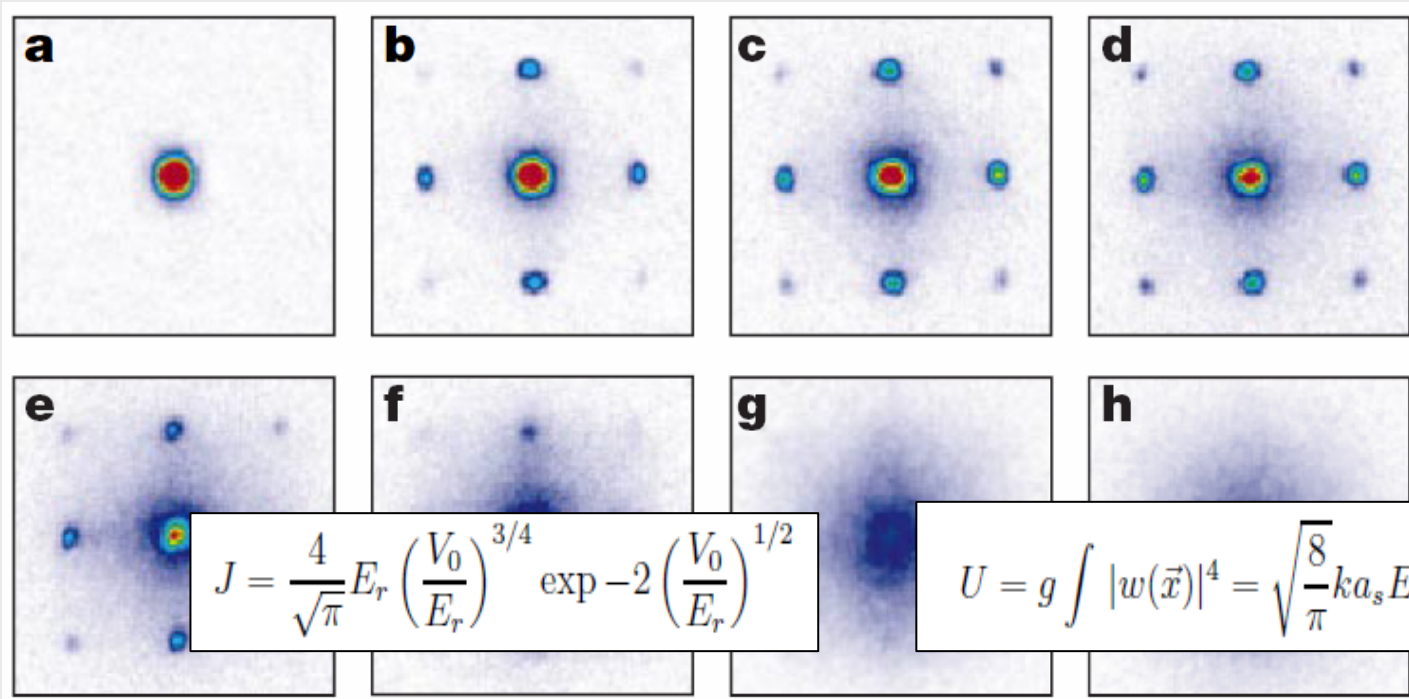 a b c d
e f g h
J = \frac{4}{\sqrt{\pi}} E_r \left(\frac{V_0}{E_r}\right)^{3/4} \exp -2 \left(\frac{V_0}{E_r}\right)^{1/2}
U = g \int |w(\vec{x})|^4 = \sqrt{\frac{8}{\pi}} k a_s E